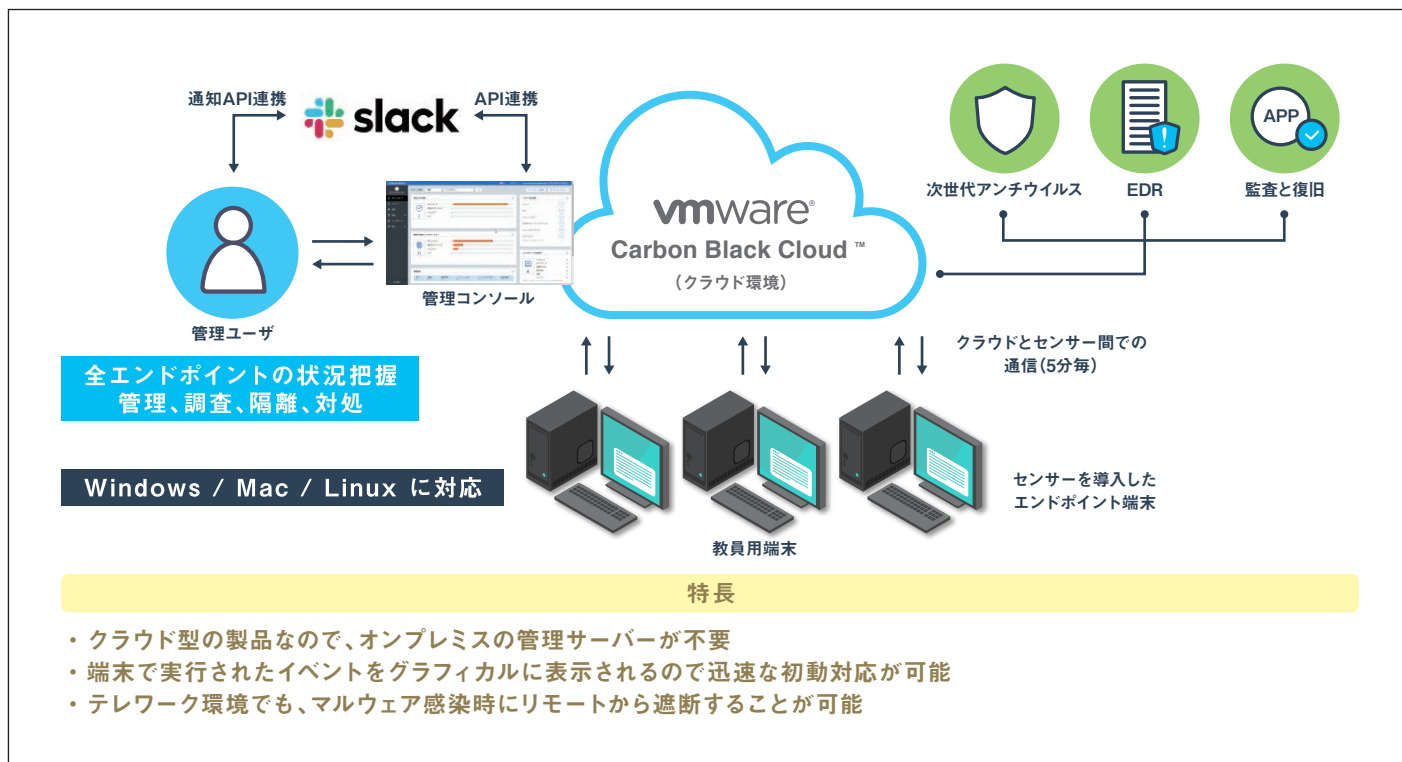 通知API連携
slack
API連携
APP
次世代アンチウイルス
EDR
監査と復旧
vmware®
Carbon Black Cloud ™
（クラウド環境）
管理コンソール
管理ユーザ
全エンドポイントの状況把握
管理、調査、隔離、対処
クラウドとセンサー間での
通信（5分毎）
Windows / Mac / Linux に対応
センサーを導入した
エンドポイント端末
教員用端末
特長
・ クラウド型の製品なので、オンプレミスの管理サーバーが不要
・ 端末で実行されたイベントをグラフィカルに表示されるので迅速な初動対応が可能
・ テレワーク環境でも、マルウェア感染時にリモートから遮断することが可能